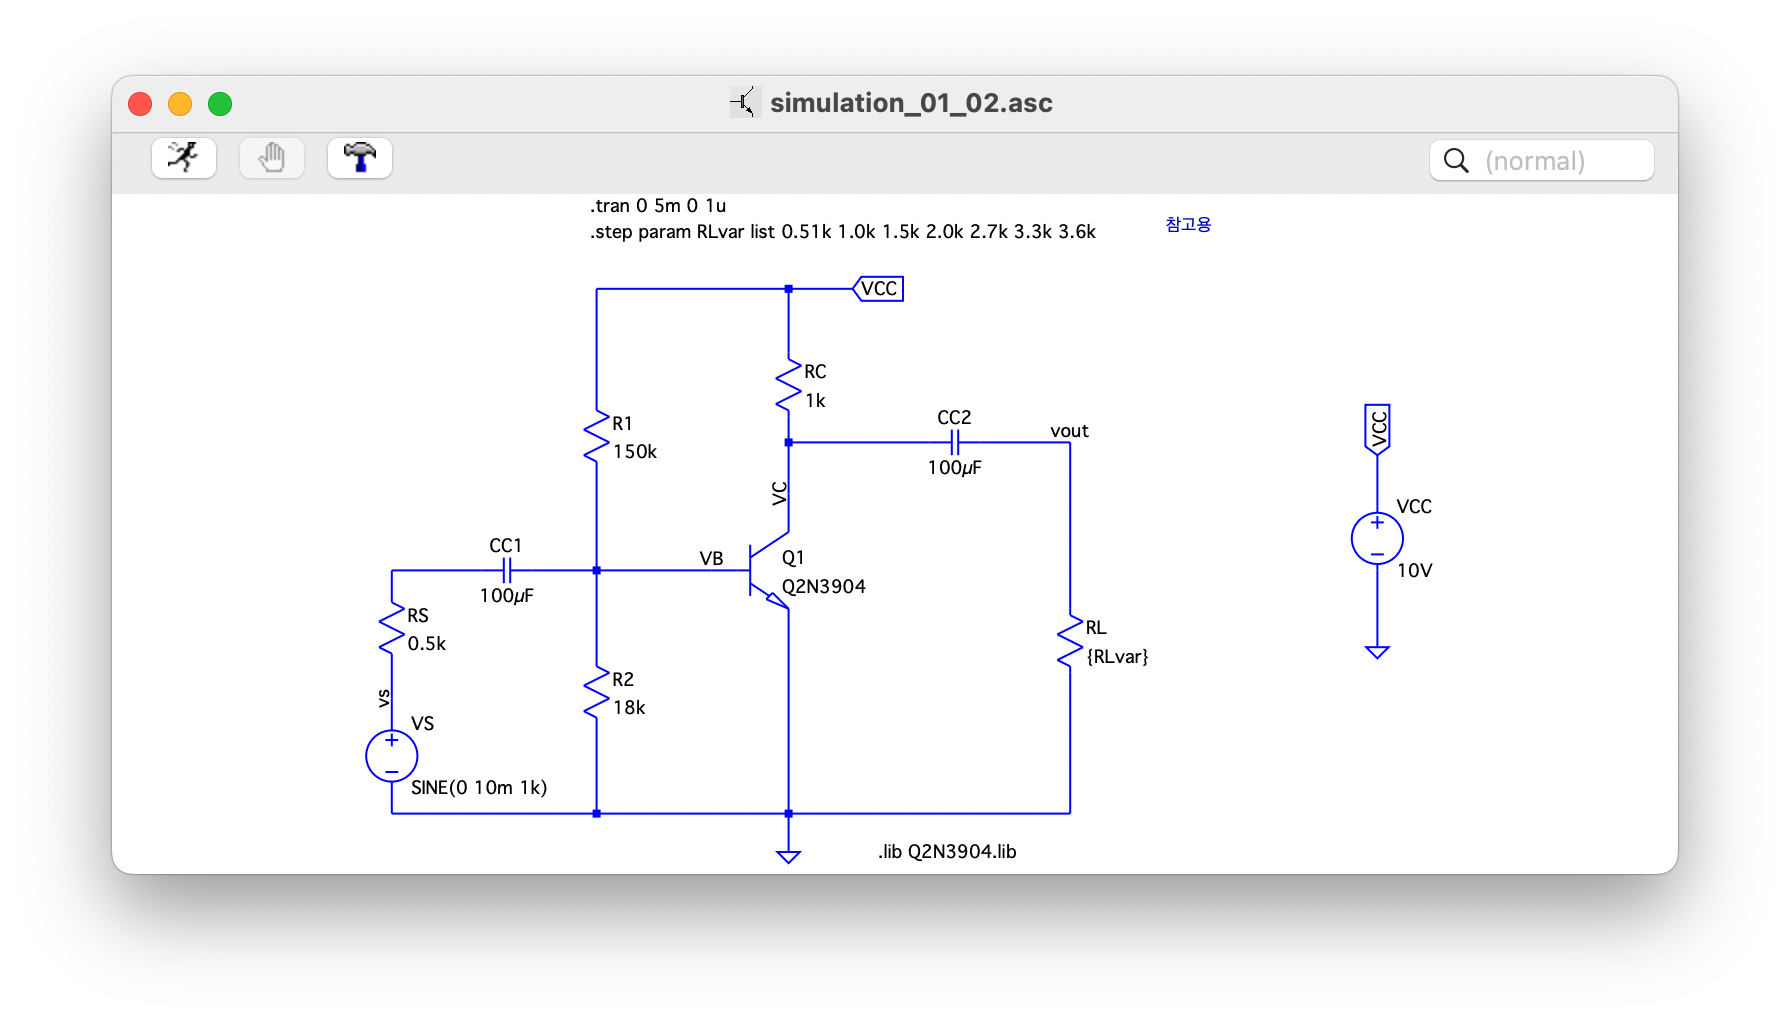 simulation_01_02.asc
(normal)
.tran 0 5m 0 1u
.step param RLvar list 0.51k 1.0k 1.5k 2.0k 2.7k 3.3k 3.6k
참고용
VCC
RC
1k
R1
150k
CC2
100µF
vout
VC
VCC
VCC
10V
CC1
100µF
VB
Q1
Q2N3904
RS
0.5k
RL
{RLvar}
R2
18k
vs
VS
SINE(0 10m 1k)
.lib Q2N3904.lib